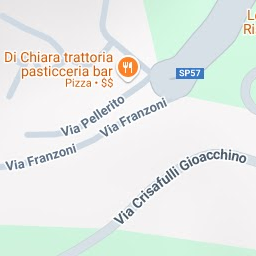 Di Chiara trattoria
pasticceria bar
Pizza • $$
SP57
Via Pellerito
Via Franzoni
Via Franzoni
Via Crisafulli Gioacchino